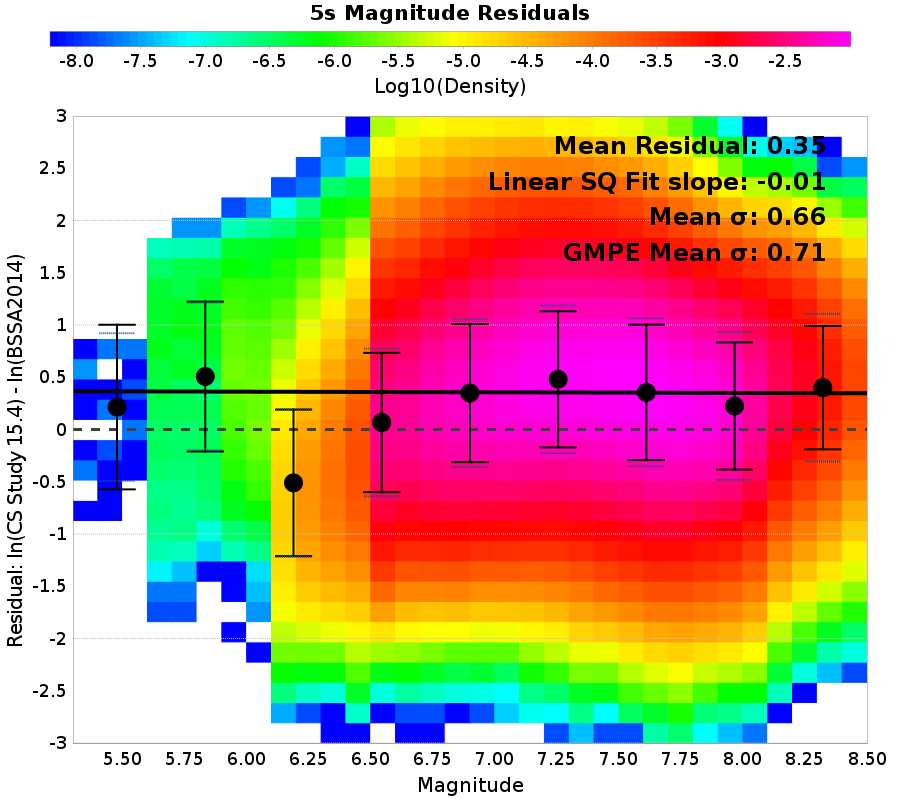 5s Magnitude Residuals
-8.0 -7.5 -7.0 -6.5 -6.0 -5.5 -5.0 -4.5 -4.0 -3.5 -3.0 -2.5
Log10(Density)
Mean Residual: 0.35
Linear SQ Fit slope: -0.01
Mean σ: 0.66
GMPE Mean σ: 0.71
Residual: ln(CS Study 15.4) - ln(BSSA2014)
3
2.5
2
1.5
1
0.5
0
-0.5
-1
-1.5
-2
-2.5
-3
5.50 5.75 6.00 6.25 6.50 6.75 7.00 7.25 7.50 7.75 8.00 8.25 8.50
Magnitude